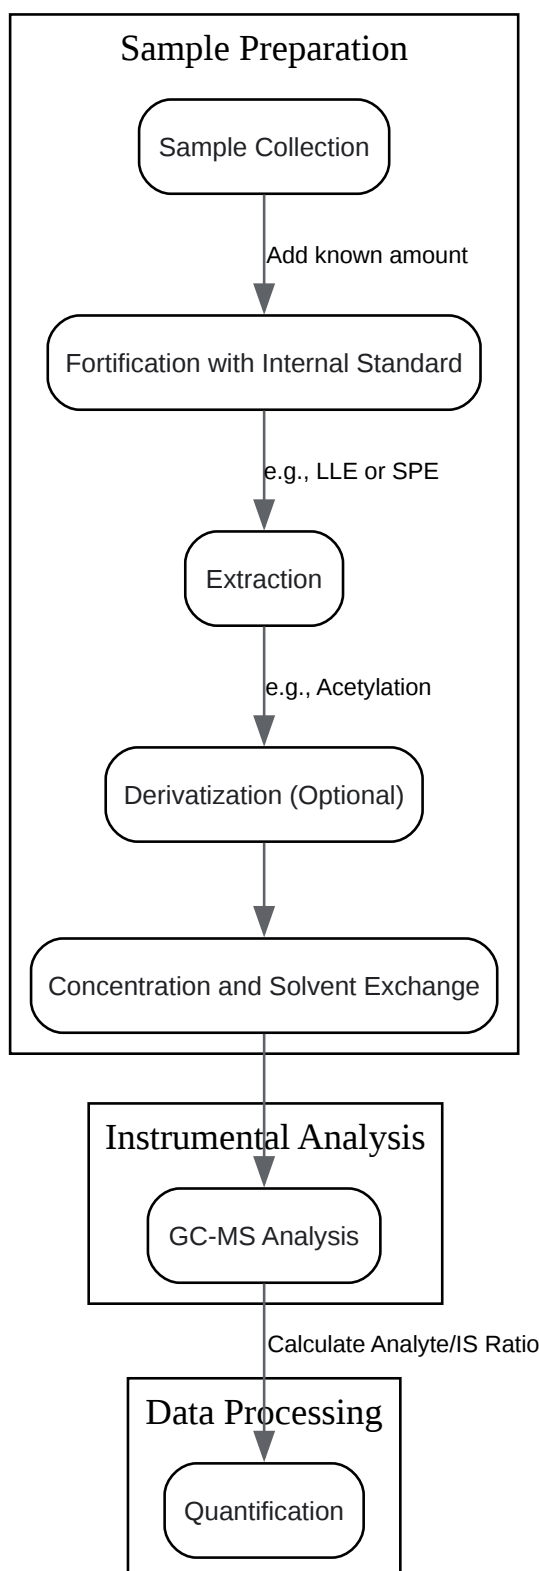 Sample Preparation
Sample Collection
Add known amount
Fortification with Internal Standard
e.g., LLE or SPE
Extraction
e.g., Acetylation
Derivatization (Optional)
Concentration and Solvent Exchange
Instrumental Analysis
GC-MS Analysis
Calculate Analyte/IS Ratio
Data Processing
Quantification